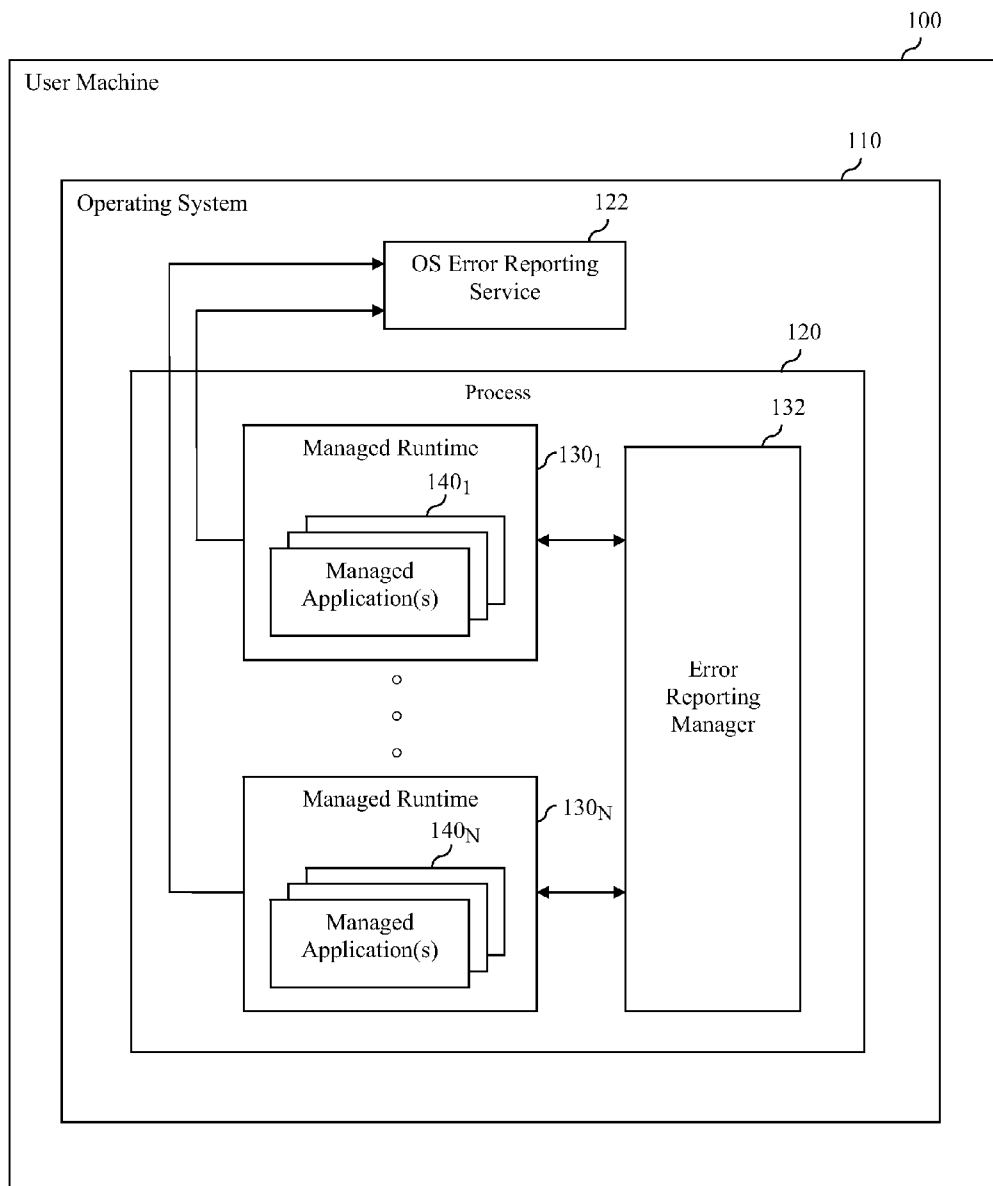 100
User Machine
110
Operating System
122
OS Error Reporting
Service
120
Process
132
Managed Runtime
130₁
140₁
Managed
Application(s)
Error
Reporting
Manager
Managed Runtime
130N
140N
Managed
Application(s)